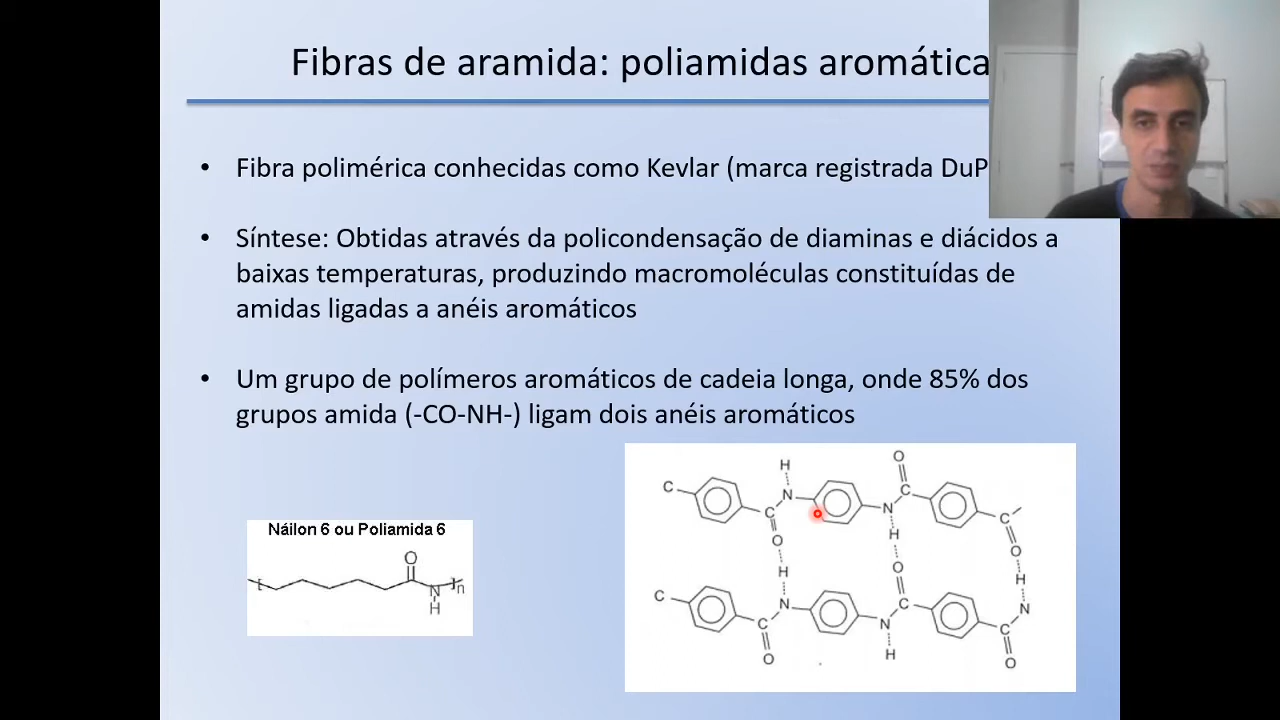 Fibras de aramida: poliamidas aromática
• Fibra polimérica conhecidas como Kevlar (marca registrada DuP
• Síntese: Obtidas através da policondensação de diaminas e diácidos a
baixas temperaturas, produzindo macromoléculas constituídas de
amidas ligadas a anéis aromáticos
• Um grupo de polímeros aromáticos de cadeia longa, onde 85% dos
grupos amida (-CO-NH-) ligam dois anéis aromáticos
Náilon 6 ou Poliamida 6
O
N
H
n
H O
C N C
C N C
O H O
H O H
C N C N
C N C
O H O